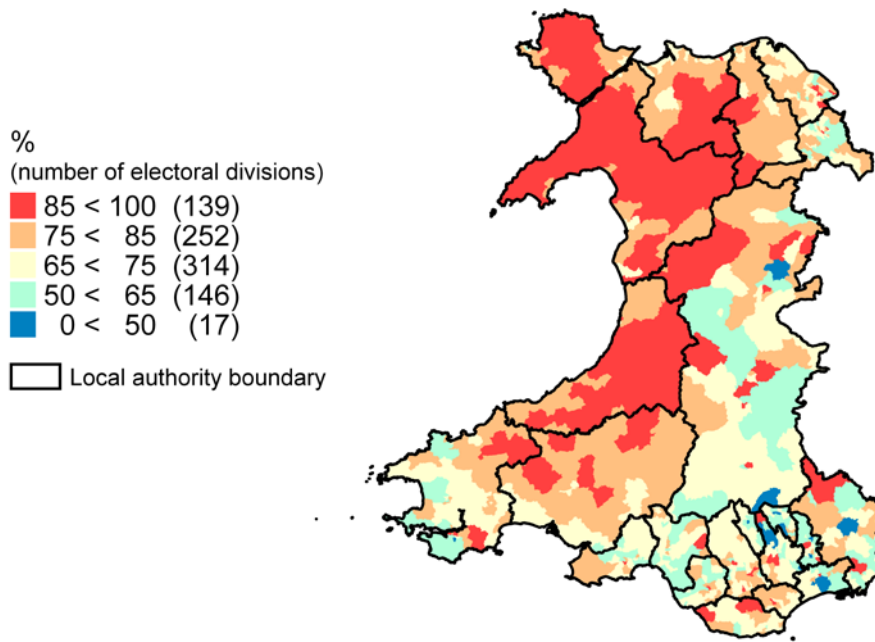 %
(number of electoral divisions)
85 < 100 (139)
75 < 85 (252)
65 < 75 (314)
50 < 65 (146)
0 < 50 (17)
Local authority boundary